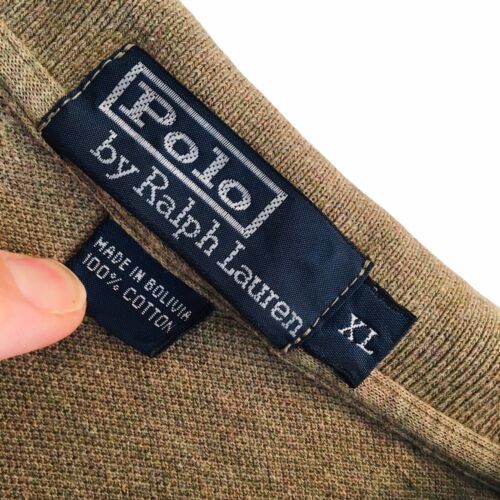 Polo
by Ralph Lauren
XL
MADE IN BOLIVIA
100% COTTON